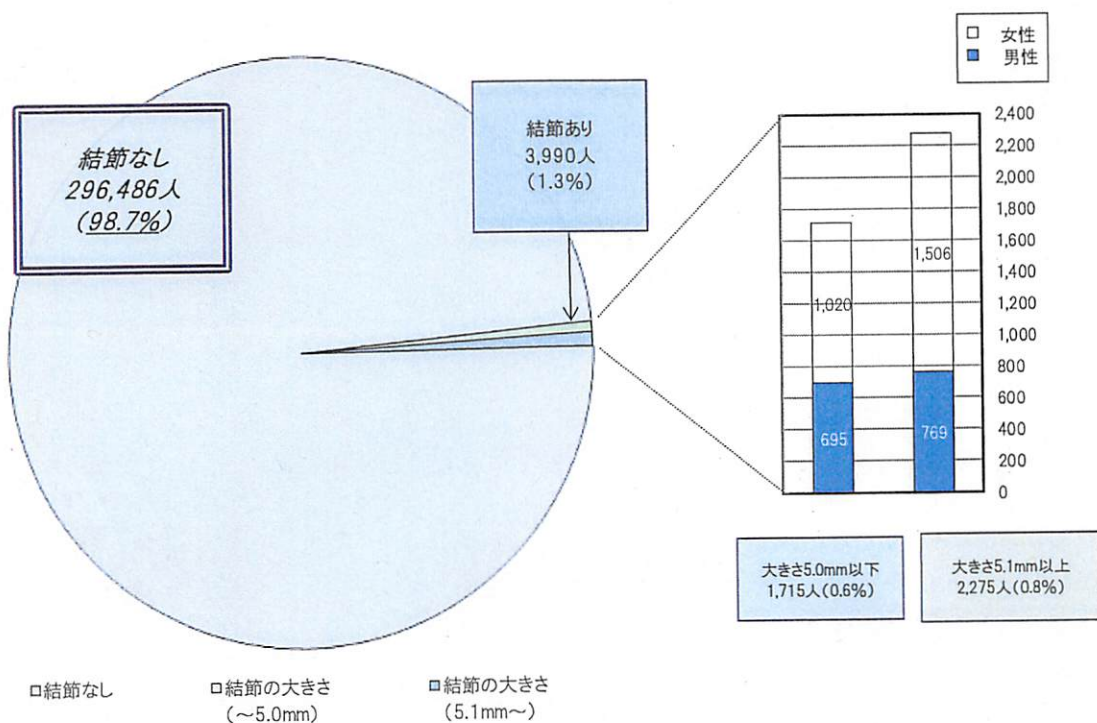 女性
男性
結節なし
296,486人
(98.7%)
結節あり
3,990人
(1.3%)
2,400
2,200
2,000
1,800
1,600
1,400
1,200
1,000
800
600
400
200
0
1,506
1,020
695
769
大きさ5.0mm以下
1,715人(0.6%)
大きさ5.1mm以上
2,275人(0.8%)
結節なし
結節の大きさ
(~5.0mm)
結節の大きさ
(5.1mm~)